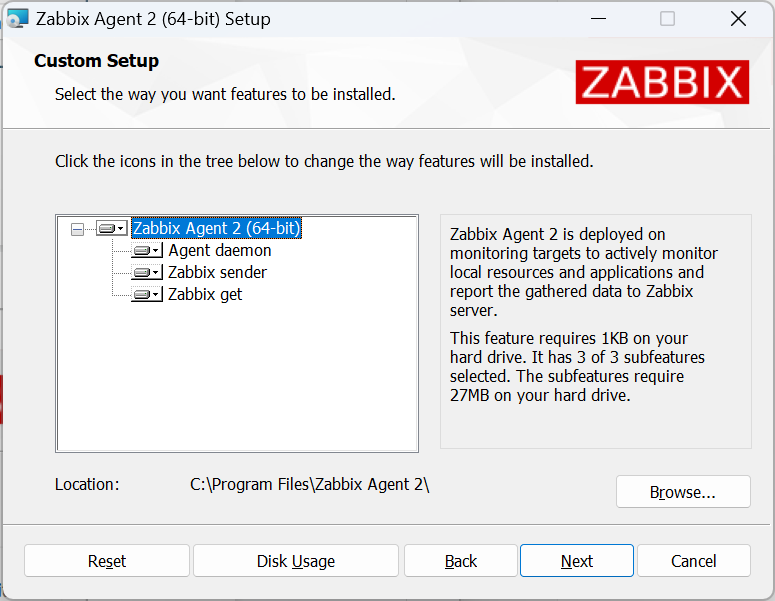 Zabbix Agent 2 (64-bit) Setup
Custom Setup
Select the way you want features to be installed.
ZABBIX
Click the icons in the tree below to change the way features will be installed.
Zabbix Agent 2 (64-bit)
Agent daemon
Zabbix sender
Zabbix get
Zabbix Agent 2 is deployed on
monitoring targets to actively monitor
local resources and applications and
report the gathered data to Zabbix
server.
This feature requires 1KB on your
hard drive. It has 3 of 3 subfeatures
selected. The subfeatures require
27MB on your hard drive.
Location: C:\Program Files\Zabbix Agent 2\
Browse...
Reset Disk Usage Back Next Cancel